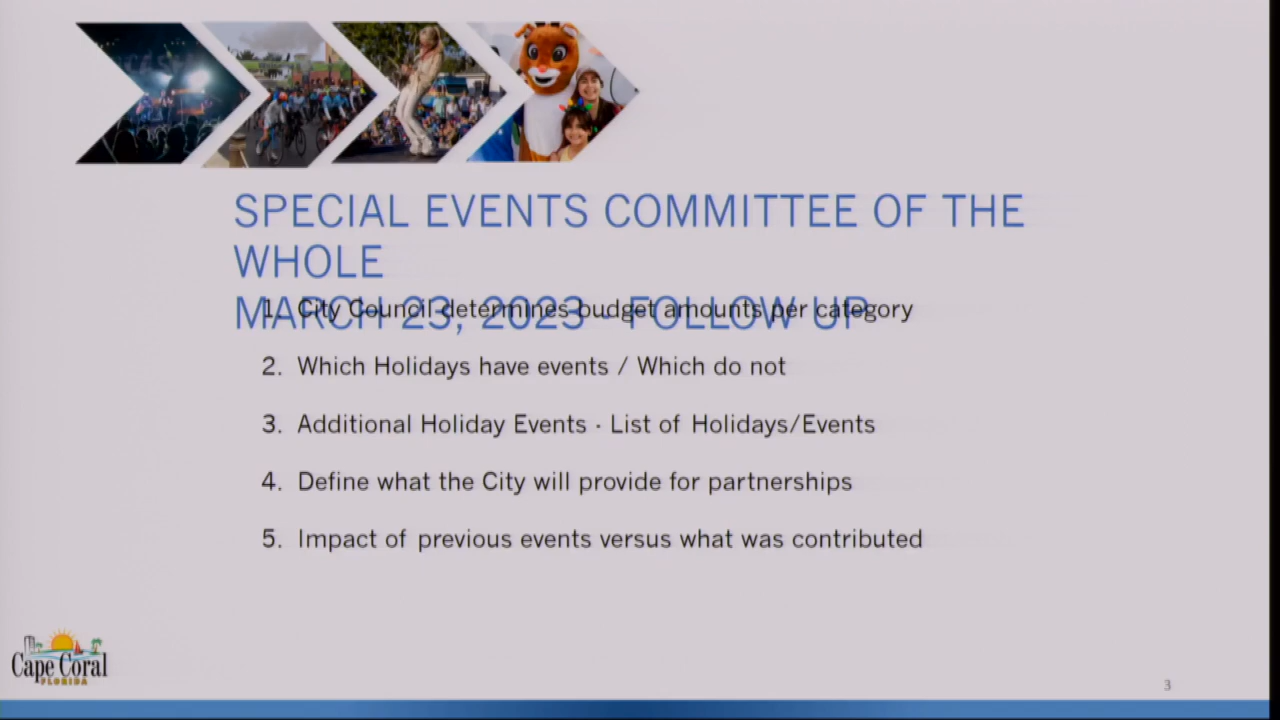 SPECIAL EVENTS COMMITTEE OF THE
WHOLE
MARCH 23, 2023 - FOLLOW UP
1. City Council determines budget amounts per category
2. Which Holidays have events / Which do not
3. Additional Holiday Events - List of Holidays/Events
4. Define what the City will provide for partnerships
5. Impact of previous events versus what was contributed
Cape Coral
FLORIDA
3